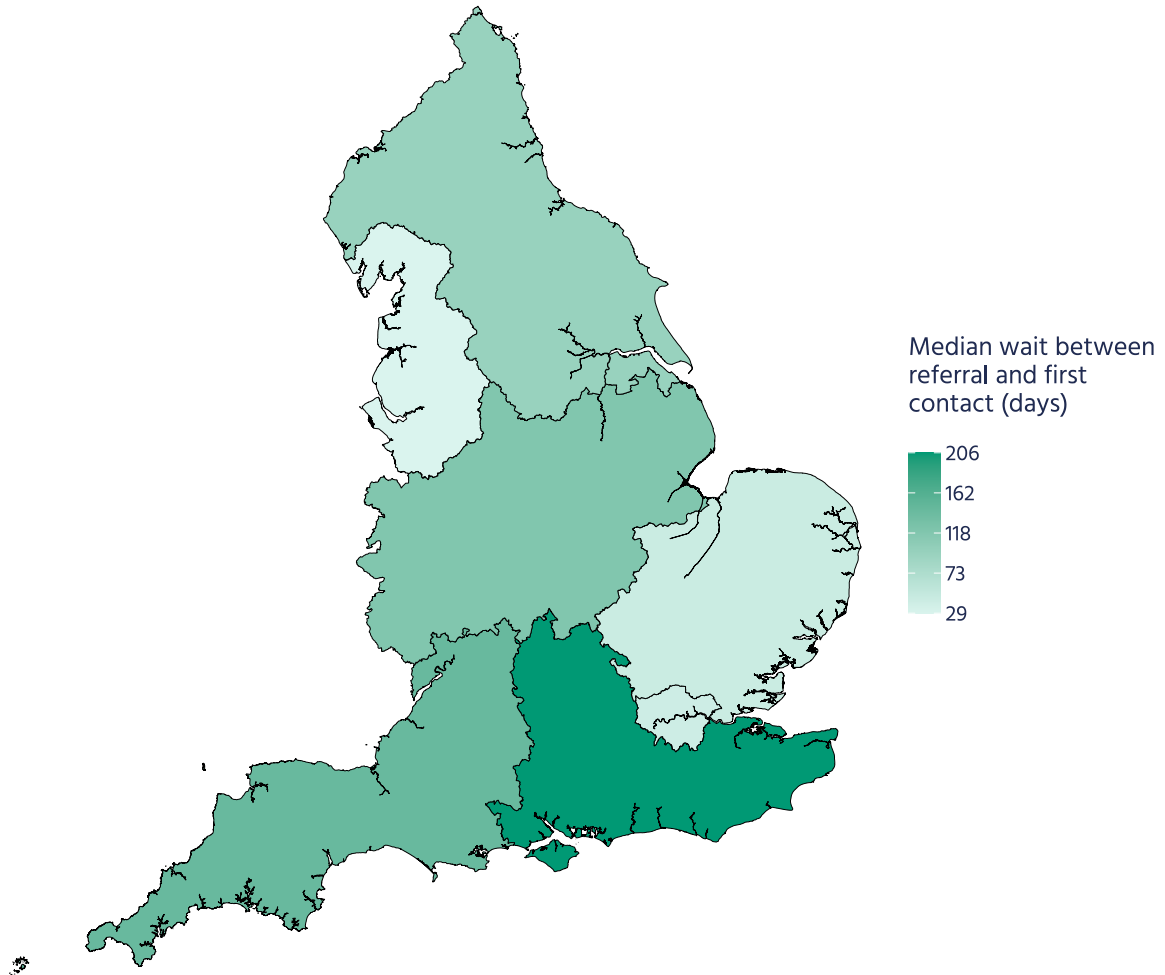 Median wait between
referral and first
contact (days)
206
162
118
73
29